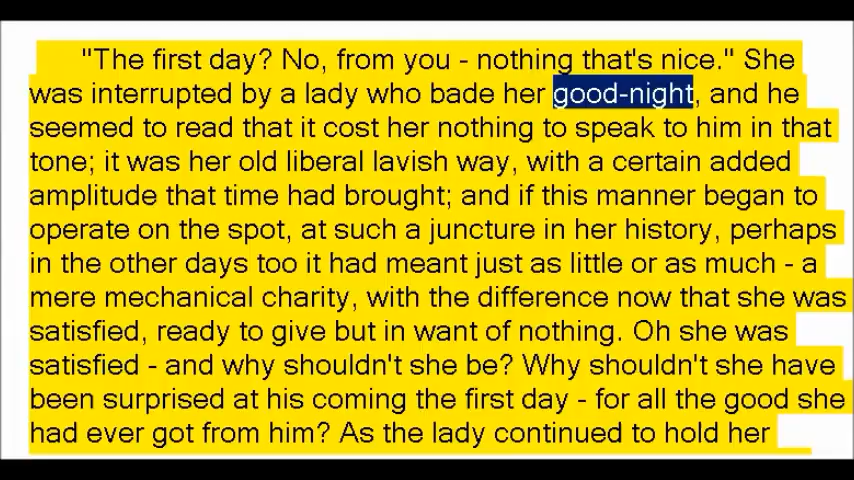 "The first day? No, from you - nothing that's nice." She
was interrupted by a lady who bade her good-night, and he
seemed to read that it cost her nothing to speak to him in that
tone; it was her old liberal lavish way, with a certain added
amplitude that time had brought; and if this manner began to
operate on the spot, at such a juncture in her history, perhaps
in the other days too it had meant just as little or as much - a
mere mechanical charity, with the difference now that she was
satisfied, ready to give but in want of nothing. Oh she was
satisfied - and why shouldn't she be? Why shouldn't she have
been surprised at his coming the first day - for all the good she
had ever got from him? As the lady continued to hold her